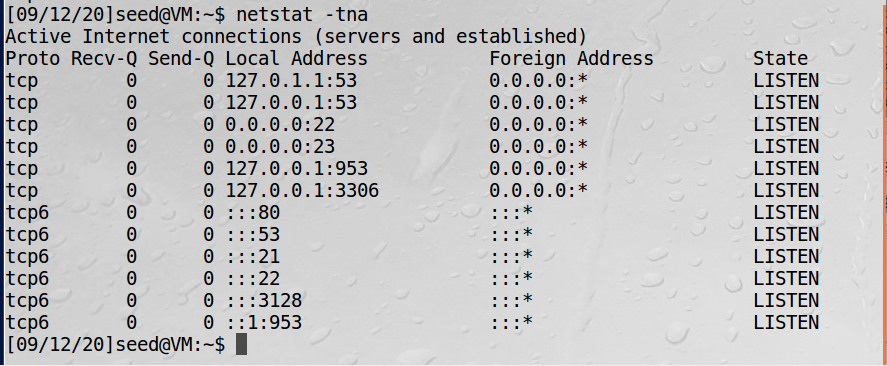 [09/12/20]seed@VM:~$ netstat -tna
Active Internet connections (servers and established)
Proto Recv-Q Send-Q Local Address           Foreign Address         State
tcp        0      0 127.0.1.1:53            0.0.0.0:*               LISTEN
tcp        0      0 127.0.0.1:53            0.0.0.0:*               LISTEN
tcp        0      0 0.0.0.0:22              0.0.0.0:*               LISTEN
tcp        0      0 0.0.0.0:23              0.0.0.0:*               LISTEN
tcp        0      0 127.0.0.1:953           0.0.0.0:*               LISTEN
tcp        0      0 127.0.0.1:3306          0.0.0.0:*               LISTEN
tcp6       0      0 :::80                   :::*                    LISTEN
tcp6       0      0 :::53                   :::*                    LISTEN
tcp6       0      0 :::21                   :::*                    LISTEN
tcp6       0      0 :::22                   :::*                    LISTEN
tcp6       0      0 :::3128                 :::*                    LISTEN
tcp6       0      0 ::1:953                 :::*                    LISTEN
[09/12/20]seed@VM:~$